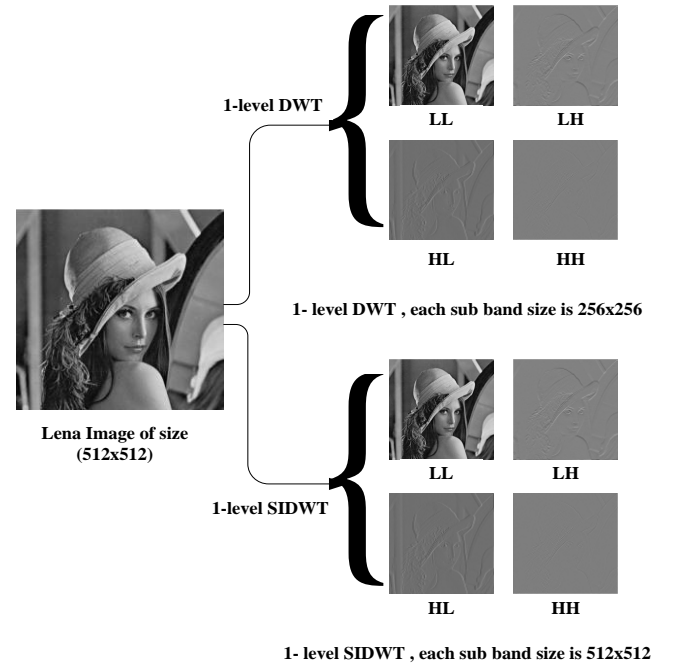 1-level DWT
LL
LH
HL
HH
1- level DWT , each sub band size is 256x256
Lena Image of size
(512x512)
1-level SIDWT
LL
LH
HL
HH
1- level SIDWT , each sub band size is 512x512